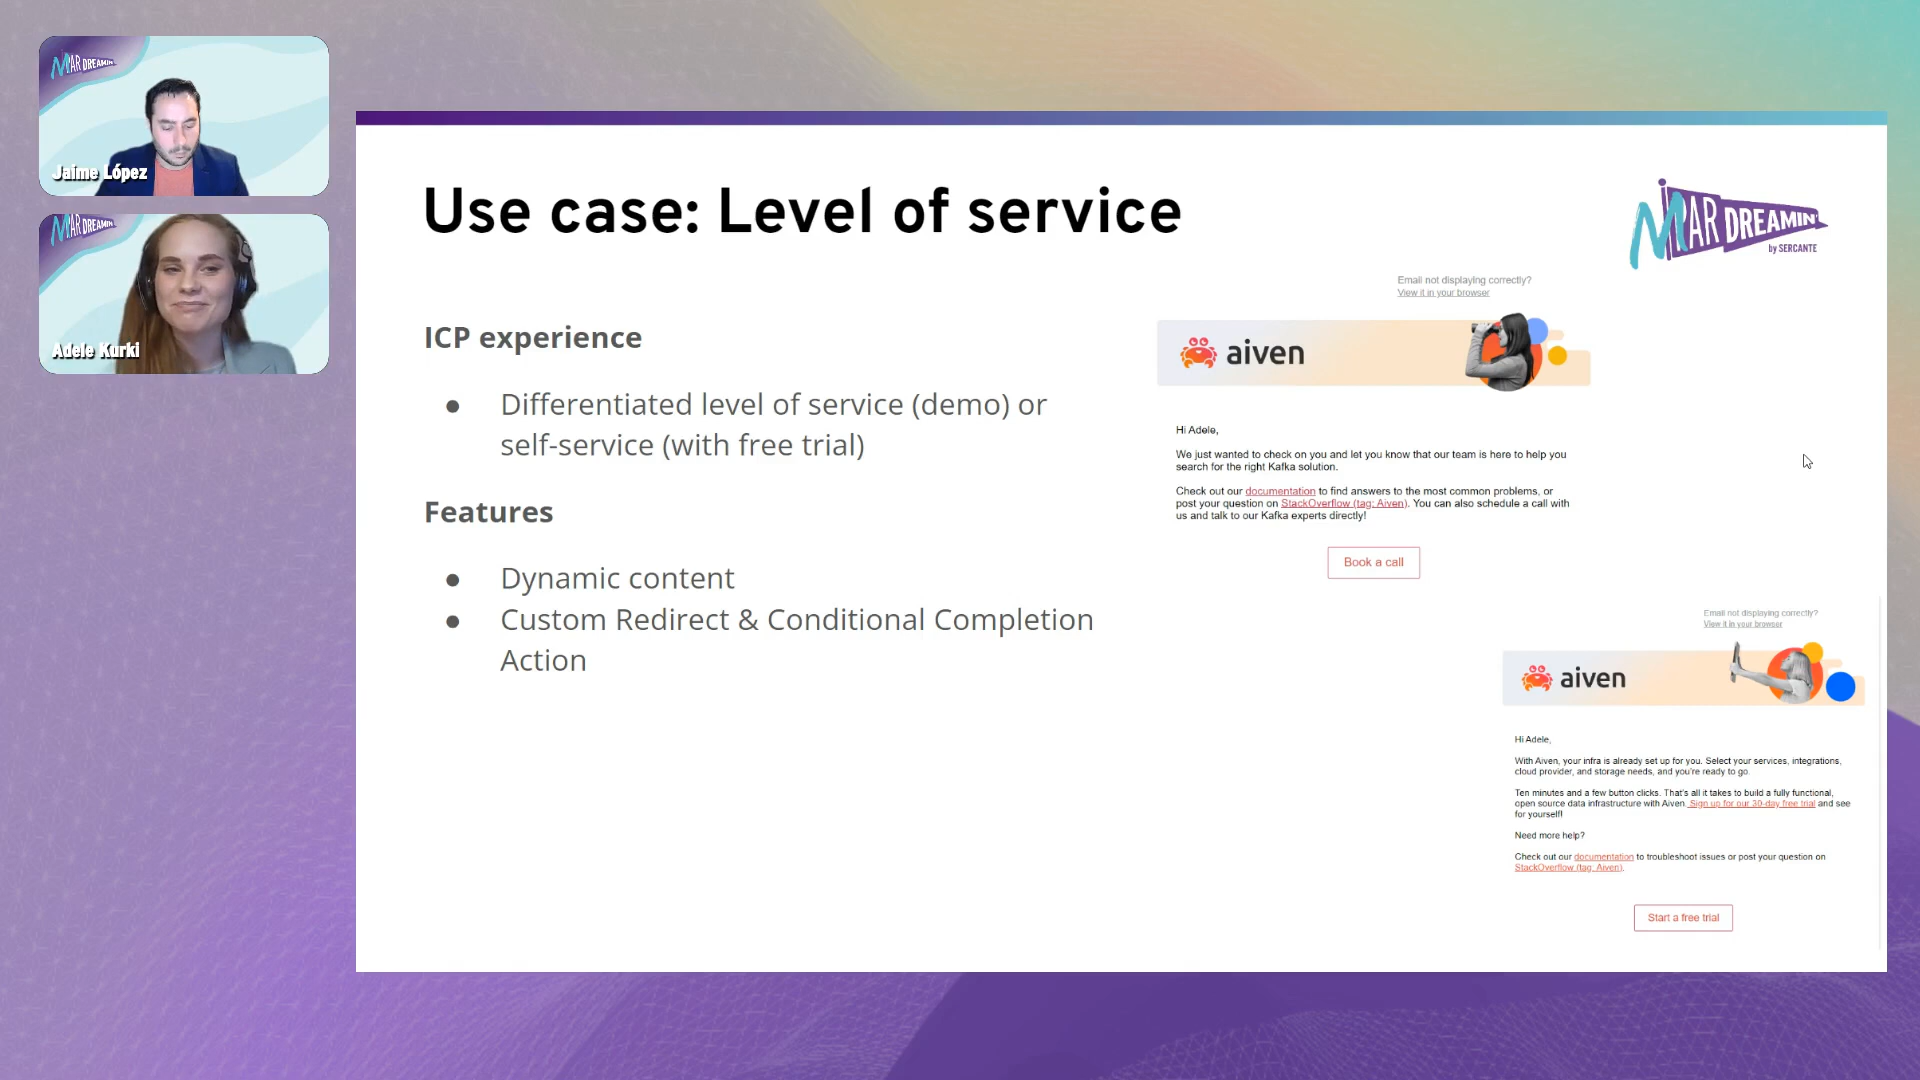 MAR DREAMIN'
Jaime López
MAR DREAMIN'
Adele Kurki
Use case: Level of service
MAR DREAMIN'
by SERCANTE
ICP experience
● Differentiated level of service (demo) or
self-service (with free trial)
Features
● Dynamic content
● Custom Redirect & Conditional Completion
Action
Email not displaying correctly?
View it in your browser
aiven
Hi Adele,
We just wanted to check on you and let you know that our team is here to help you
search for the right Kafka solution.
Check out our documentation to find answers to the most common problems, or
post your question on StackOverflow (tag: Aiven). You can also schedule a call with
us and talk to our Kafka experts directly!
Book a call
Email not displaying correctly?
View it in your browser
aiven
Hi Adele,
With Aiven, your infra is already set up for you. Select your services, integrations,
cloud provider, and storage needs, and you're ready to go.
Ten minutes and a few button clicks. That's all it takes to build a fully functional,
open source data infrastructure with Aiven. Sign up for our 30-day free trial and see
for yourself!
Need more help?
Check out our documentation to troubleshoot issues or post your question on
StackOverflow (tag: Aiven).
Start a free trial